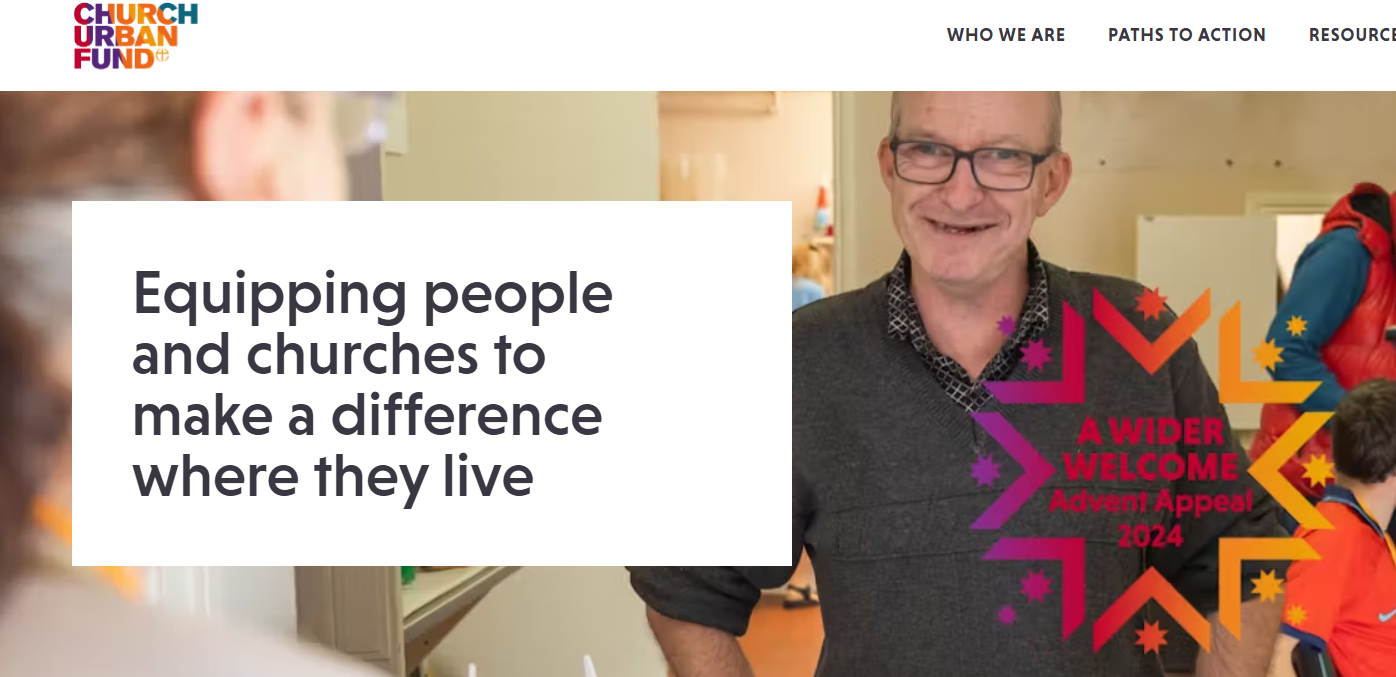 CHURCH
URBAN
FUND
WHO WE ARE
PATHS TO ACTION
RESOURCE
Equipping people
and churches to
make a difference
where they live
A WIDER
WELCOME
Advent Appeal
2024